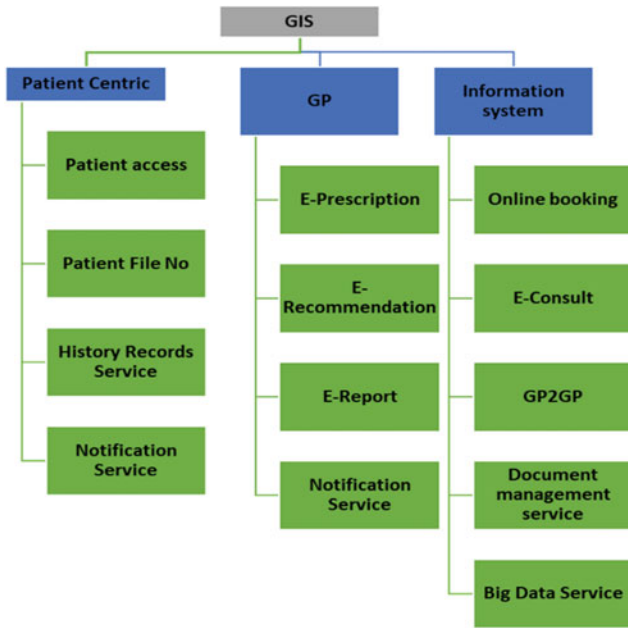 GIS
Patient Centric
GP
Information
system
Patient access
Patient File No
History Records
Service
Notification
Service
E-Prescription
E-
Recommendation
E-Report
Notification
Service
Online booking
E-Consult
GP2GP
Document
management
service
Big Data Service